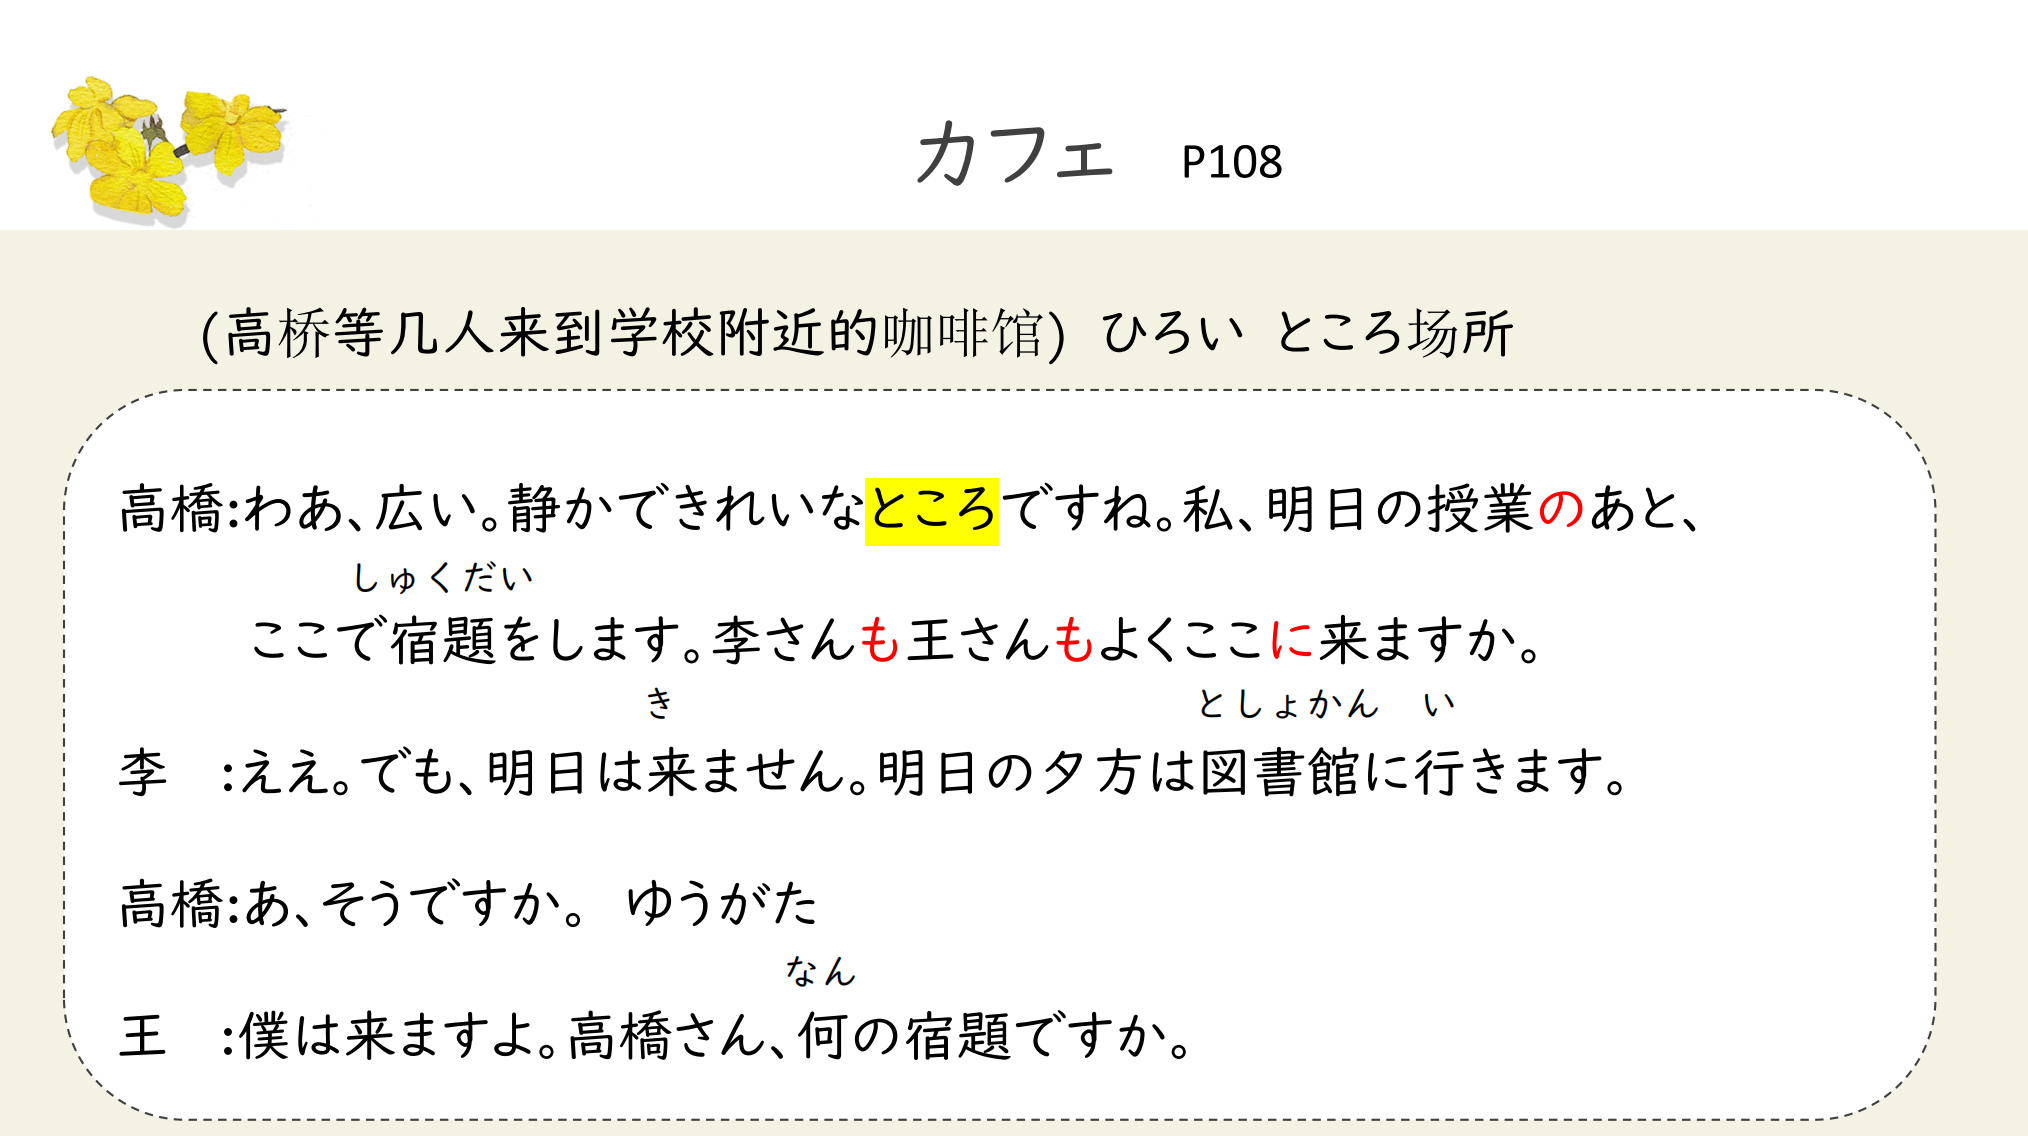 カフェ P108
(高桥等几人来到学校附近的咖啡馆) ひろい ところ场所
高橋:わあ、広い。静かできれいなところですね。私、明日の授業のあと、
しゅくだい
ここで宿題をします。李さんも王さんもよくここに来ますか。
き としょかん い
李 :ええ。でも、明日は来ません。明日の夕方は図書館に行きます。
高橋:あ、そうですか。 ゆうがた
なん
王 :僕は来ますよ。高橋さん、何の宿題ですか。